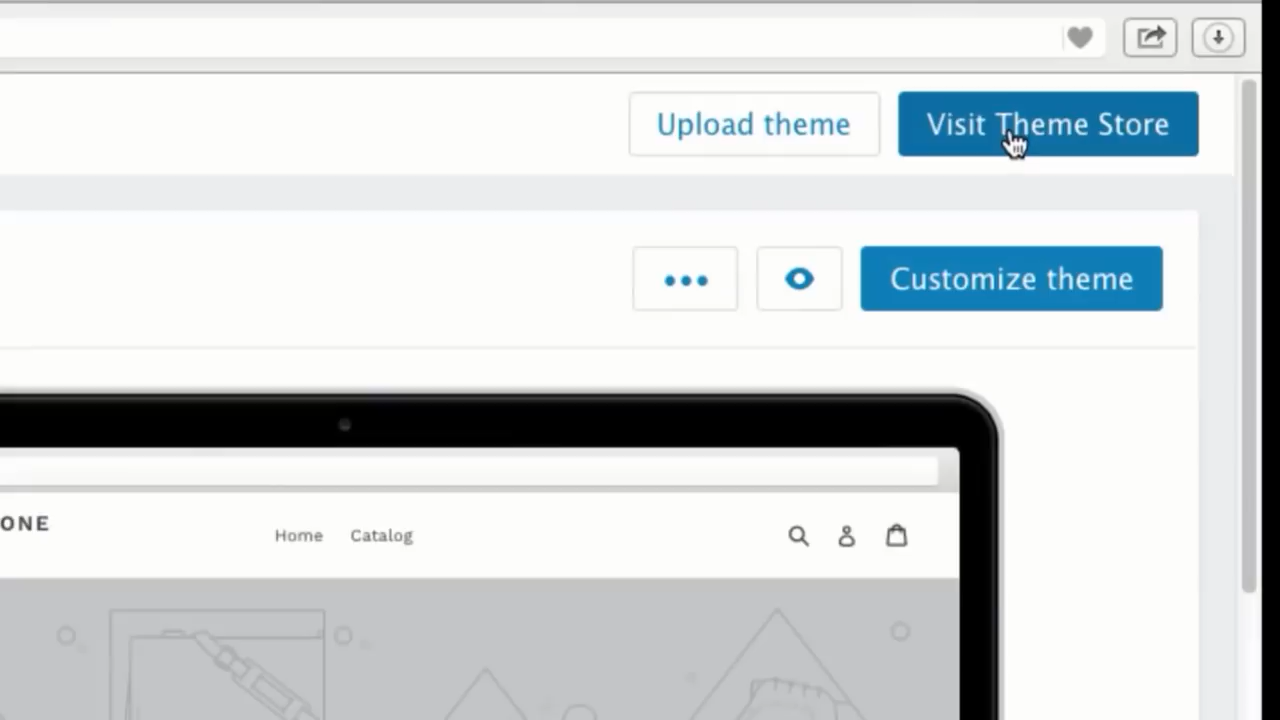 Upload theme
Visit Theme Store
Customize theme
ONE
Home
Catalog